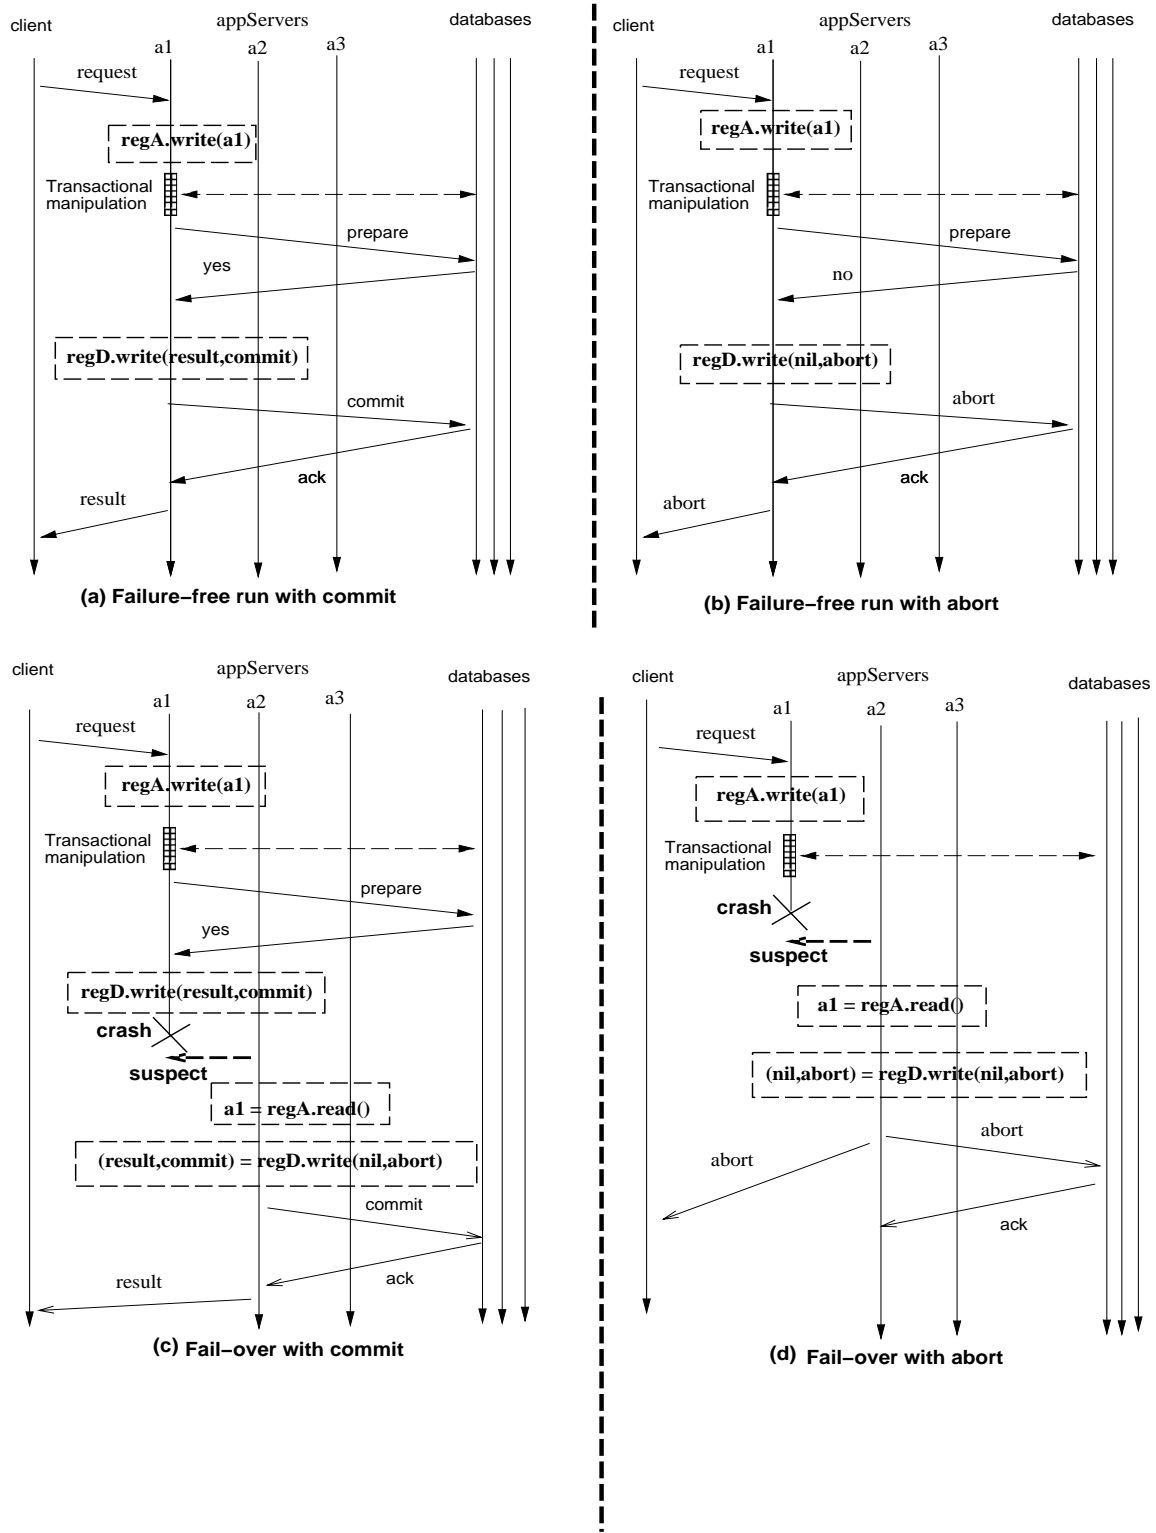 client
appServers
databases
a1
a2
a3
request
regA.write(a1)
Transactional
manipulation
prepare
yes
regD.write(result,commit)
commit
ack
result
(a) Failure–free run with commit
client
appServers
databases
a1
a2
a3
request
regA.write(a1)
Transactional
manipulation
prepare
no
regD.write(nil,abort)
abort
ack
abort
(b) Failure–free run with abort
client
appServers
databases
a1
a2
a3
request
regA.write(a1)
Transactional
manipulation
prepare
yes
regD.write(result,commit)
crash
suspect
a1 = regA.read()
(result,commit) = regD.write(nil,abort)
commit
ack
result
(c) Fail–over with commit
client
appServers
databases
a1
a2
a3
request
regA.write(a1)
Transactional
manipulation
crash
suspect
a1 = regA.read()
(nil,abort) = regD.write(nil,abort)
abort
abort
ack
(d) Fail–over with abort